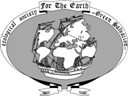 For The Earth
Ecological society
Green Salvation